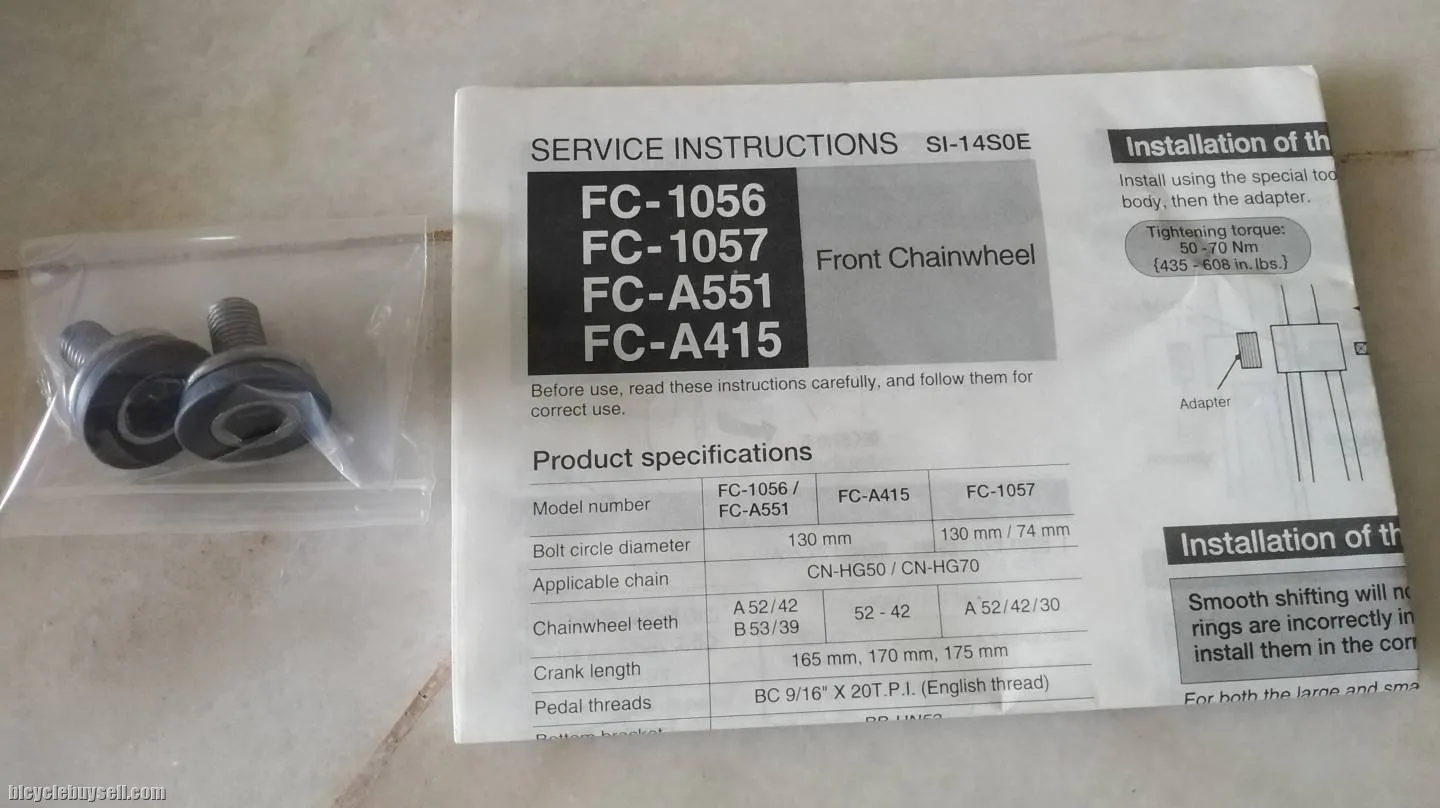 SERVICE INSTRUCTIONS SI-14S0E
FC-1056
FC-1057
FC-A551
FC-A415
Front Chainwheel
Before use, read these instructions carefully, and follow them for
correct use.
Product specifications
Model number FC-1056 / FC-A551 FC-A415 FC-1057
Bolt circle diameter 130 mm 130 mm / 74 mm
Applicable chain CN-HG50 / CN-HG70
Chainwheel teeth A 52/42 B 53/39 52 - 42 A 52/42/30
Crank length 165 mm, 170 mm, 175 mm
Pedal threads BC 9/16" X 20T.P.I. (English thread)
Bottom bracket
Installation of th
Install using the special too
body, then the adapter.
Tightening torque:
50 - 70 Nm
{435 - 608 in. lbs.}
Adapter
Installation of th
Smooth shifting will no
rings are incorrectly in
install them in the corr
For both the large and sma
bicyclebuysell.com